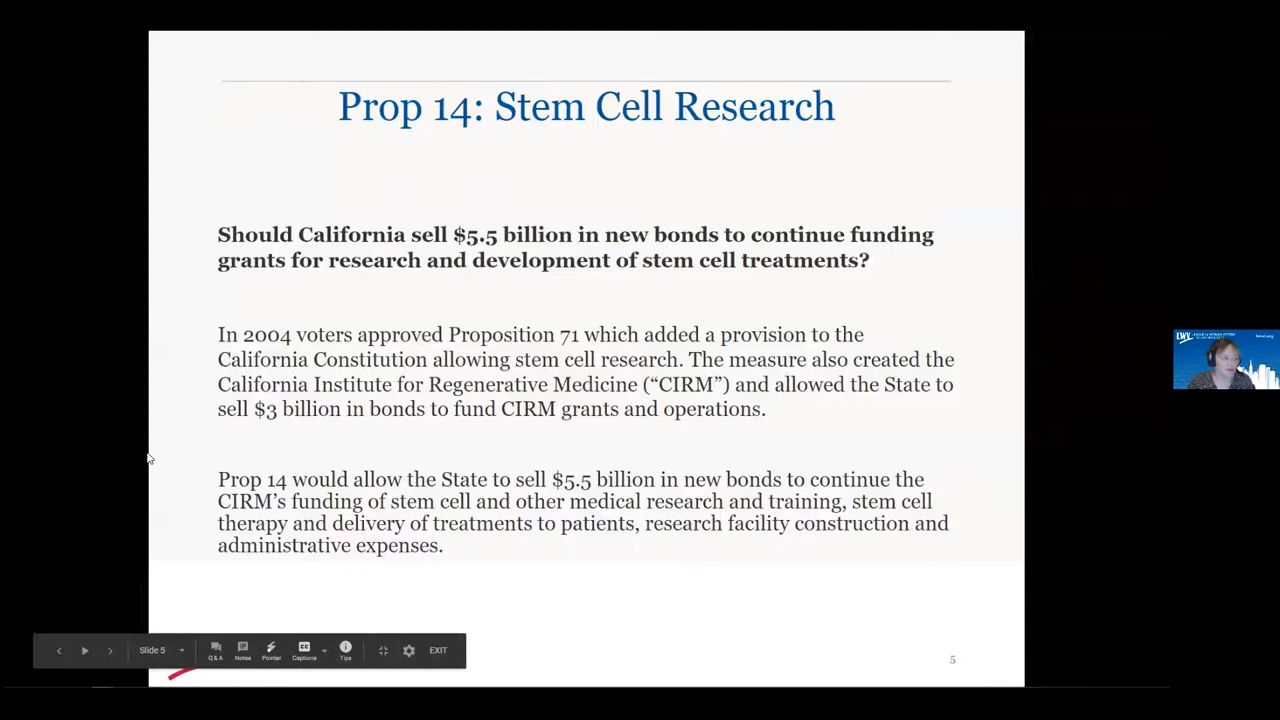 Prop 14: Stem Cell Research
Should California sell $5.5 billion in new bonds to continue funding
grants for research and development of stem cell treatments?
In 2004 voters approved Proposition 71 which added a provision to the
California Constitution allowing stem cell research. The measure also created the
California Institute for Regenerative Medicine (“CIRM”) and allowed the State to
sell $3 billion in bonds to fund CIRM grants and operations.
Prop 14 would allow the State to sell $5.5 billion in new bonds to continue the
CIRM’s funding of stem cell and other medical research and training, stem cell
therapy and delivery of treatments to patients, research facility construction and
administrative expenses.
LWV
Slide 5
Q & A
Notes
Pointer
CC
Captions
Tips
EXIT
5